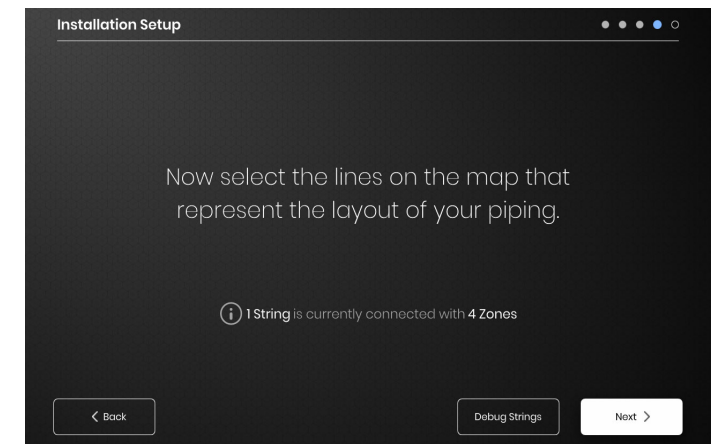 Installation Setup
Now select the lines on the map that
represent the layout of your piping.
1 String is currently connected with 4 Zones
Back
Debug Strings
Next